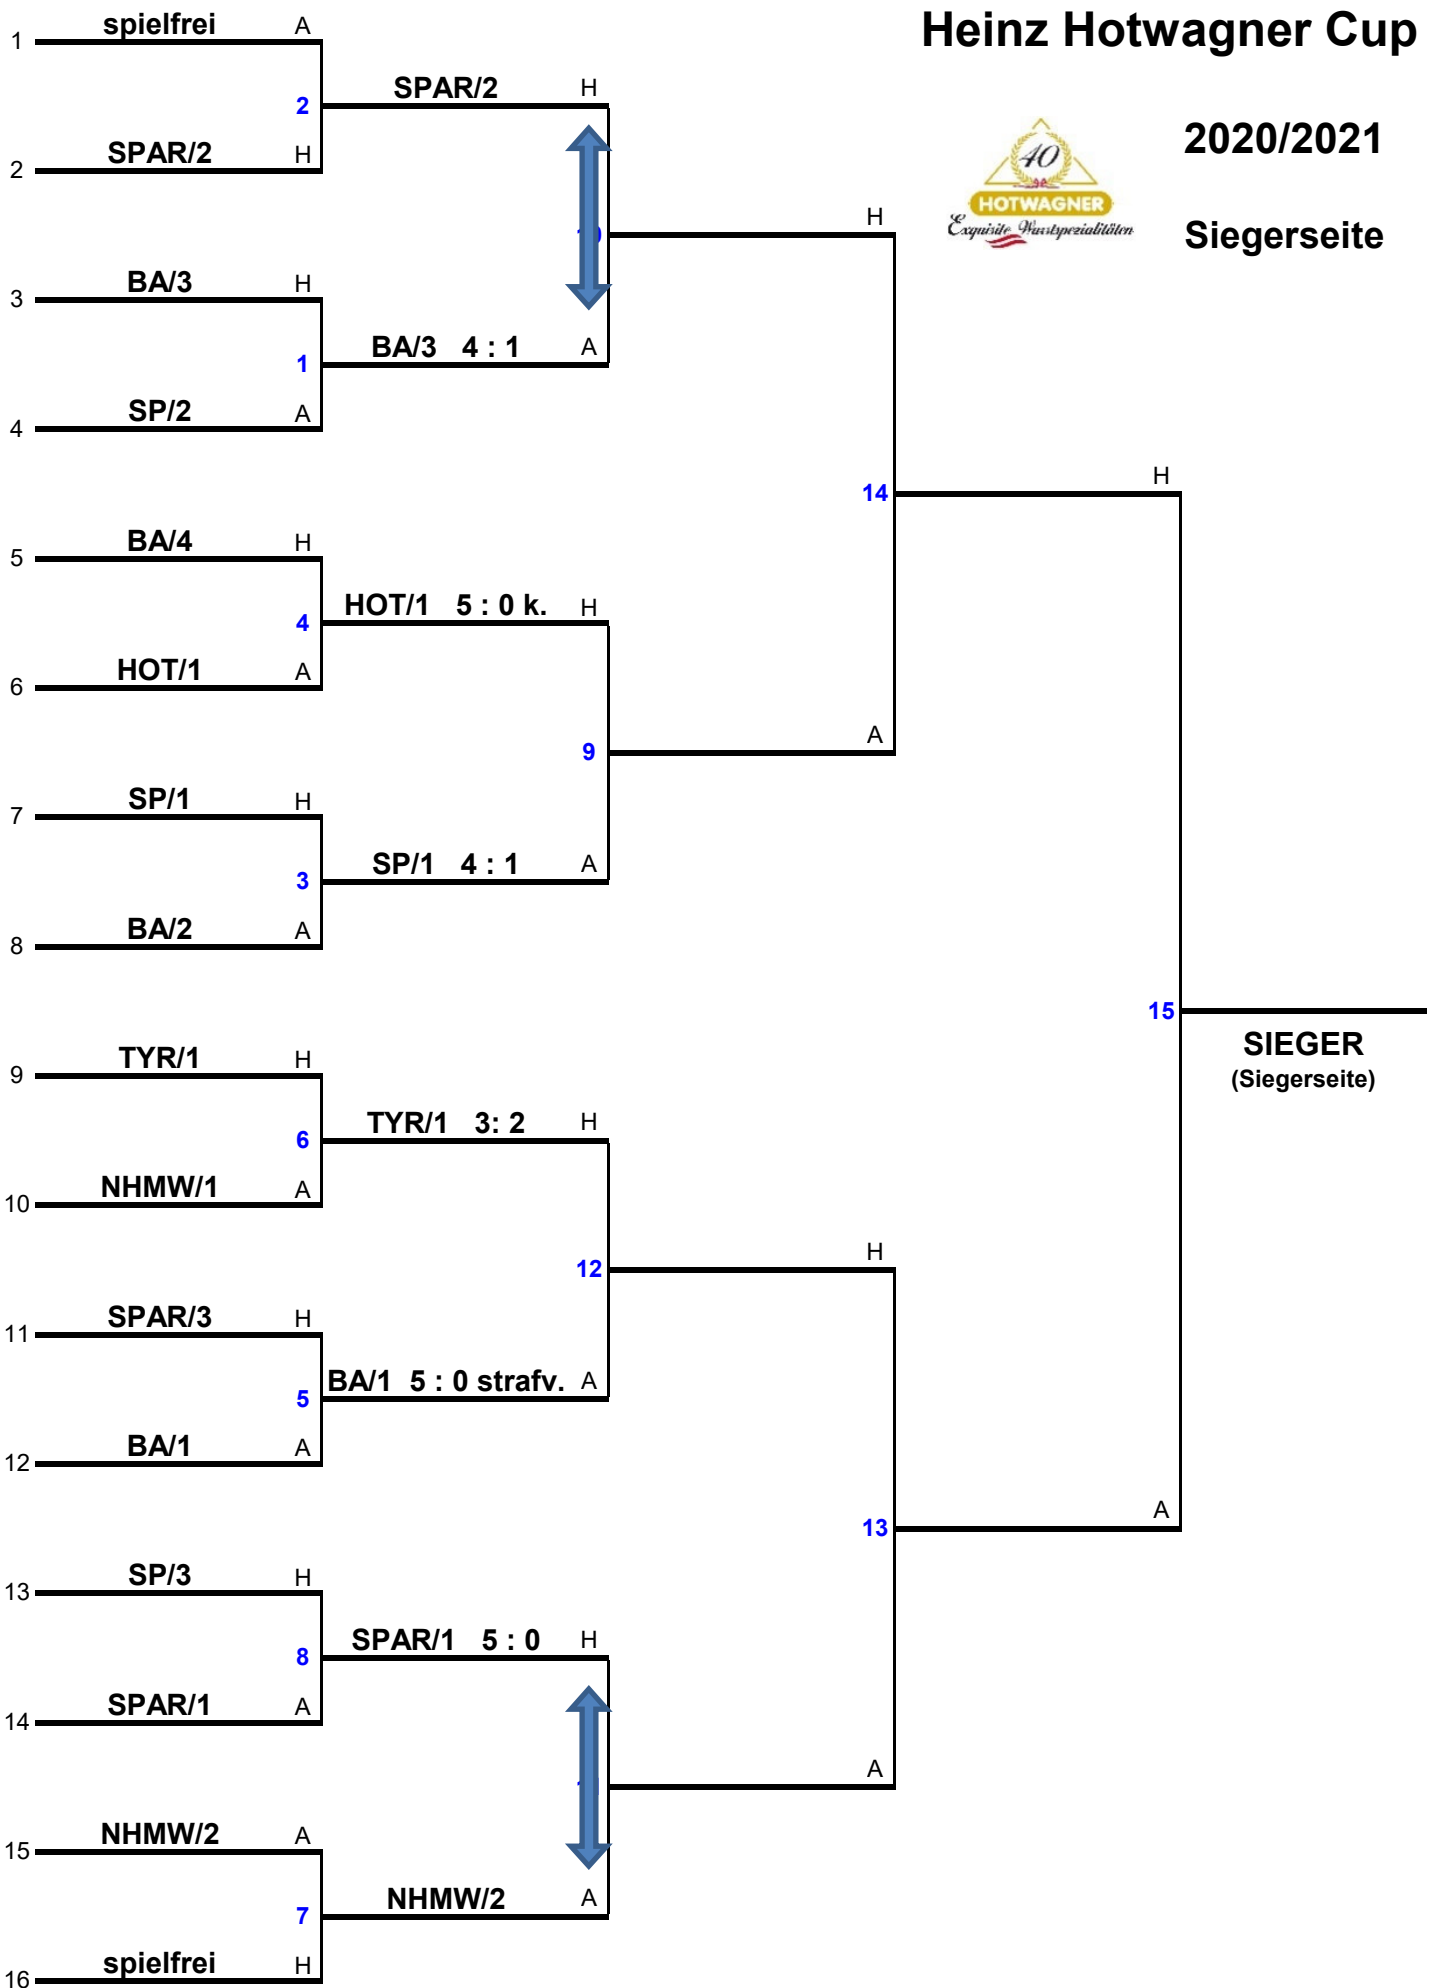 Heinz Hotwagner Cup
2020/2021
Siegerseite
40
HOTWAGNER
Exquisite Wurstspezialitäten
1 spielfrei A
2
SPAR/2 H
2 SPAR/2 H
H
3 BA/3 H
1
BA/3 4 : 1 A
4 SP/2 A
14
H
5 BA/4 H
4
HOT/1 5 : 0 k. H
6 HOT/1 A
9
A
7 SP/1 H
3
SP/1 4 : 1 A
8 BA/2 A
15
SIEGER
(Siegerseite)
9 TYR/1 H
6
TYR/1 3: 2 H
10 NHMW/1 A
12
H
11 SPAR/3 H
5
BA/1 5 : 0 strafv. A
12 BA/1 A
13
A
13 SP/3 H
8
SPAR/1 5 : 0 H
14 SPAR/1 A
A
15 NHMW/2 A
7
NHMW/2 A
16 spielfrei H